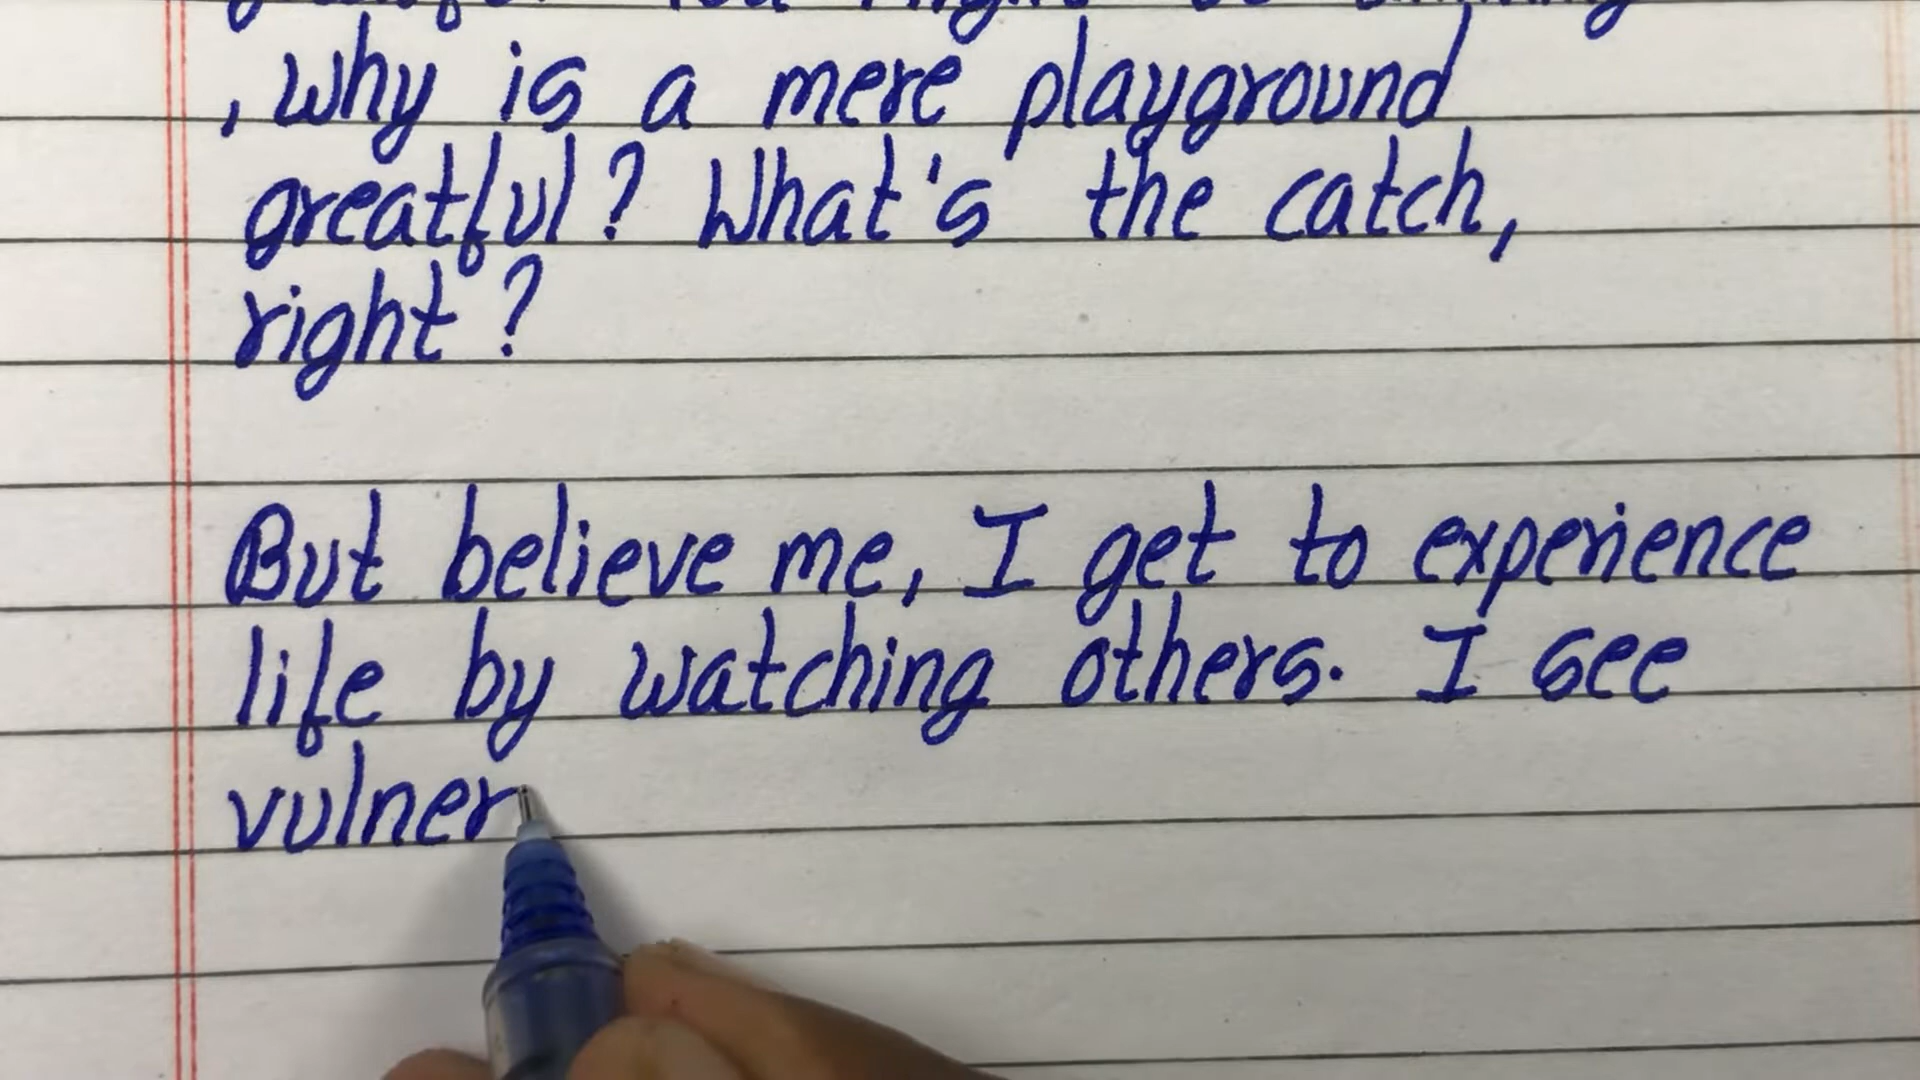 , why is a mere playground
greatful? What's the catch,
right?
But believe me, I get to experience
life by watching others. I see
vulner